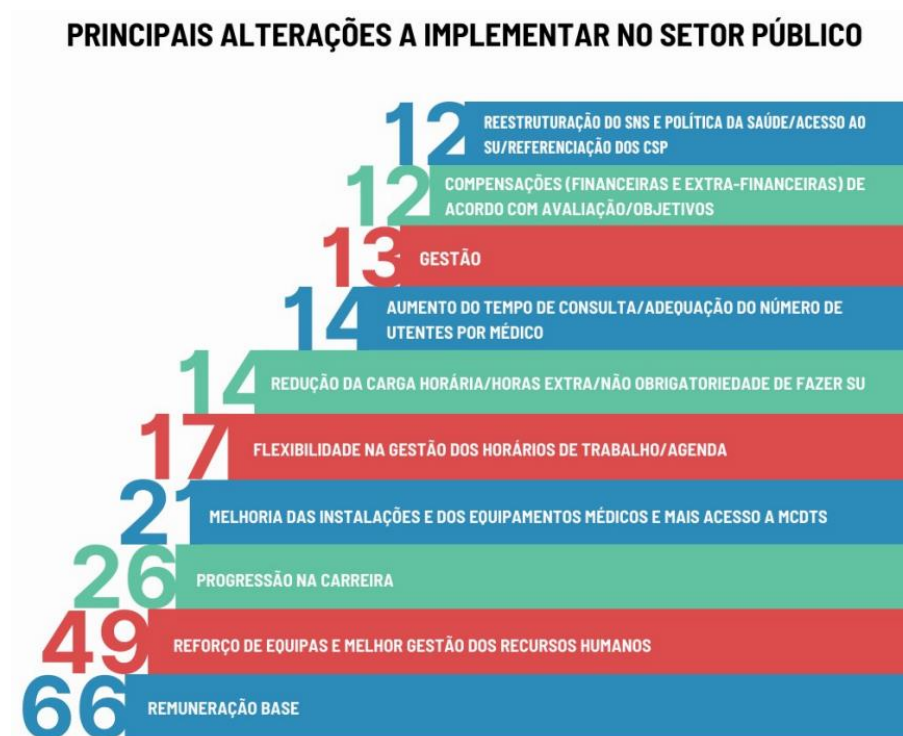 PRINCIPAIS ALTERAÇÕES A IMPLEMENTAR NO SETOR PÚBLICO
12
REESTRUTURAÇÃO DO SNS E POLÍTICA DA SAÚDE/ACESSO AO
SU/REFERENCIAÇÃO DOS CSP
12
COMPENSAÇÕES (FINANCEIRAS E EXTRA-FINANCEIRAS) DE
ACORDO COM AVALIAÇÃO/OBJETIVOS
13
GESTÃO
14
AUMENTO DO TEMPO DE CONSULTA/ADEQUAÇÃO DO NÚMERO DE
UTENTES POR MÉDICO
14
REDUÇÃO DA CARGA HORÁRIA/HORAS EXTRA/NÃO OBRIGATORIEDADE DE FAZER SU
17
FLEXIBILIDADE NA GESTÃO DOS HORÁRIOS DE TRABALHO/AGENDA
21
MELHORIA DAS INSTALAÇÕES E DOS EQUIPAMENTOS MÉDICOS E MAIS ACESSO A MCDTS
26
PROGRESSÃO NA CARREIRA
49
REFORÇO DE EQUIPAS E MELHOR GESTÃO DOS RECURSOS HUMANOS
66
REMUNERAÇÃO BASE